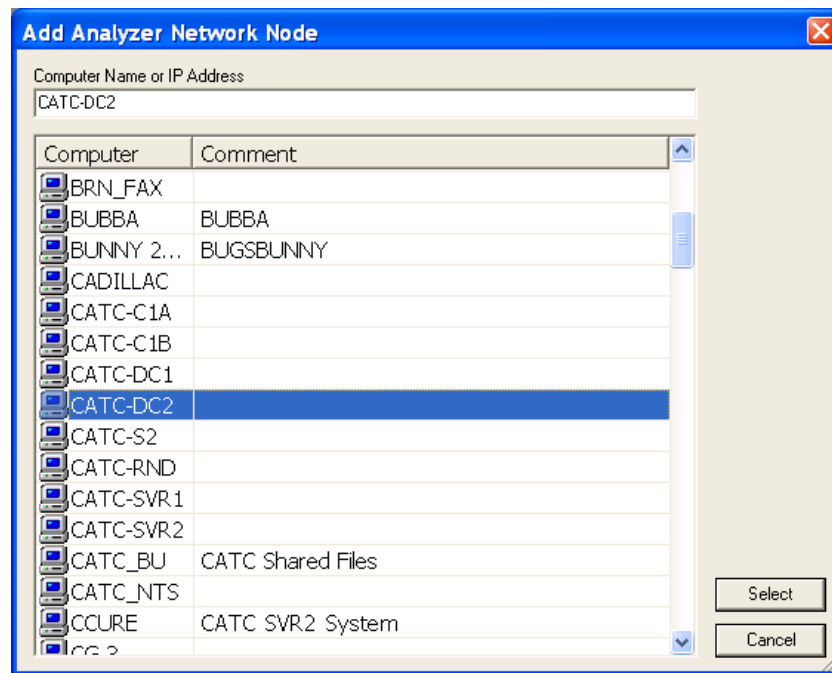 Add Analyzer Network Node
Computer Name or IP Address
CATC-DC2
Computer Comment
BRN_FAX
BUBBA BUBBA
BUNNY 2... BUGSBUNNY
CADILLAC
CATC-C1A
CATC-C1B
CATC-DC1
CATC-DC2
CATC-S2
CATC-RND
CATC-SVR1
CATC-SVR2
CATC_BU CATC Shared Files
CATC_NTS
CCURE CATC SVR2 System
Select
Cancel